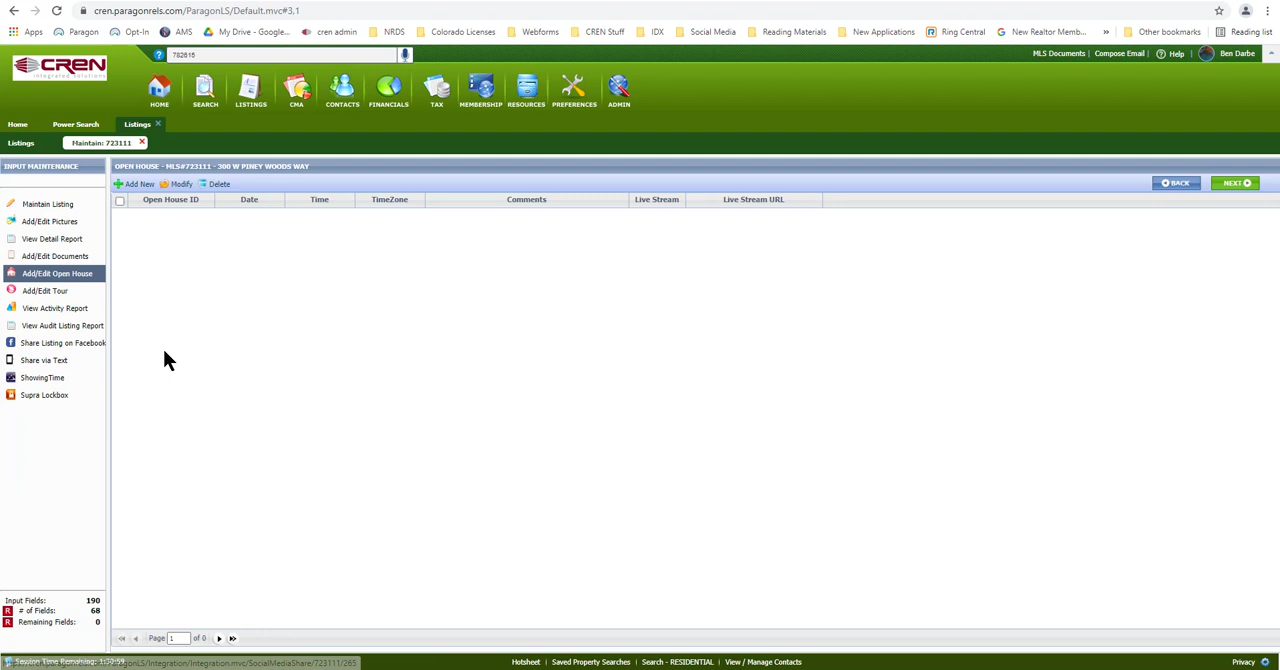 cren.paragonrels.com/ParagonLS/Default.mvc#3.1
Apps Paragon Opt-In AMS My Drive - Google... cren admin NRDS Colorado Licenses Webforms CREN Stuff IDX Social Media Reading Materials New Applications Ring Central New Realtor Memb... » Other bookmarks Reading list
CREN
integrated solutions
? 782615
MLS Documents Compose Email ? Help Ben Darbe
HOME SEARCH LISTINGS CMA CONTACTS FINANCIALS TAX MEMBERSHIP RESOURCES PREFERENCES ADMIN
Home Power Search Listings
Listings Maintain: 723111
INPUT MAINTENANCE
OPEN HOUSE - MLS#723111 - 300 W PINEY WOODS WAY
Add New Modify Delete
BACK NEXT
Open House ID Date Time TimeZone Comments Live Stream Live Stream URL
Maintain Listing
Add/Edit Pictures
View Detail Report
Add/Edit Documents
Add/Edit Open House
Add/Edit Tour
View Activity Report
View Audit Listing Report
Share Listing on Facebook
Share via Text
ShowingTime
Supra Lockbox
Input Fields: 190
R # of Fields: 68
R Remaining Fields: 0
Page 1 of 0
Hotsheet | Saved Property Searches | Search - RESIDENTIAL | View / Manage Contacts
Privacy